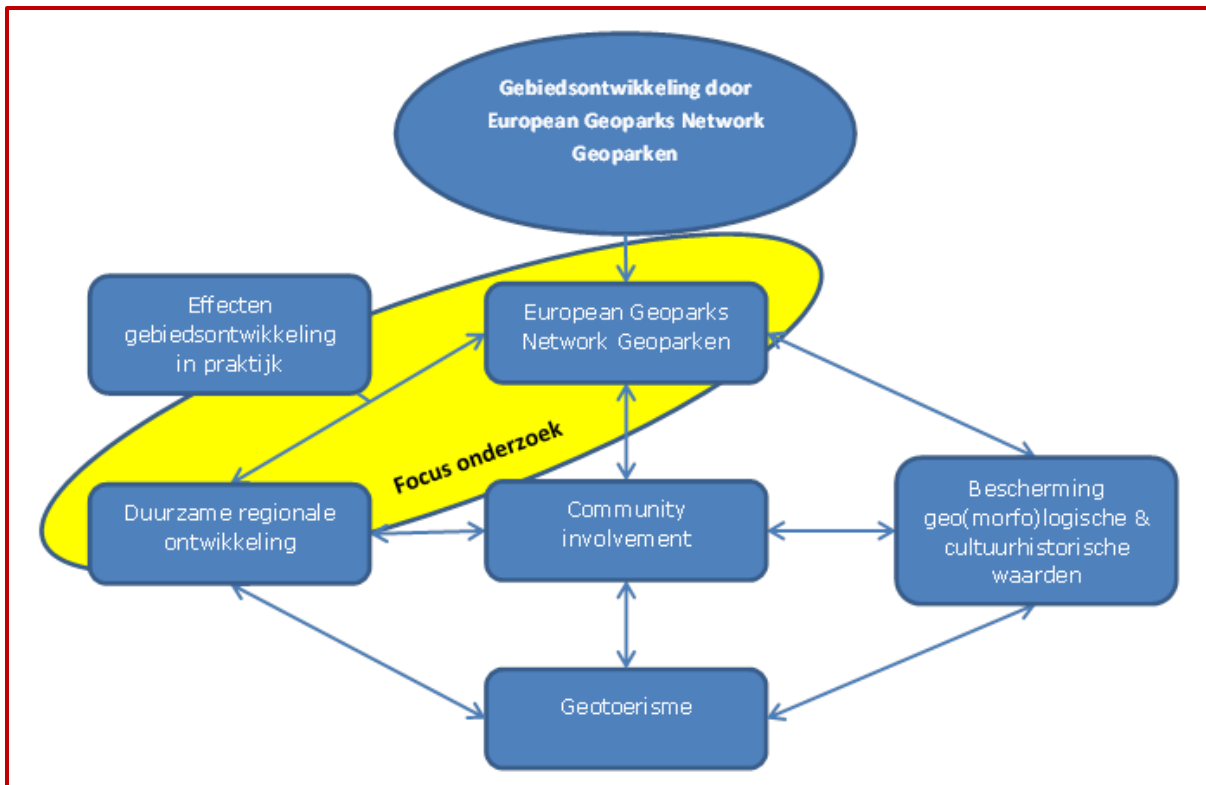 Gebiedsontwikkeling door
European Geoparks Network
Geoparken
Effecten
gebiedsontwikkeling
in praktijk
European Geoparks
Network Geoparken
Focus onderzoek
Duurzame regionale
ontwikkeling
Community
involvement
Bescherming
geo(morfo)logische &
cultuurhistorische
waarden
Geotoerisme